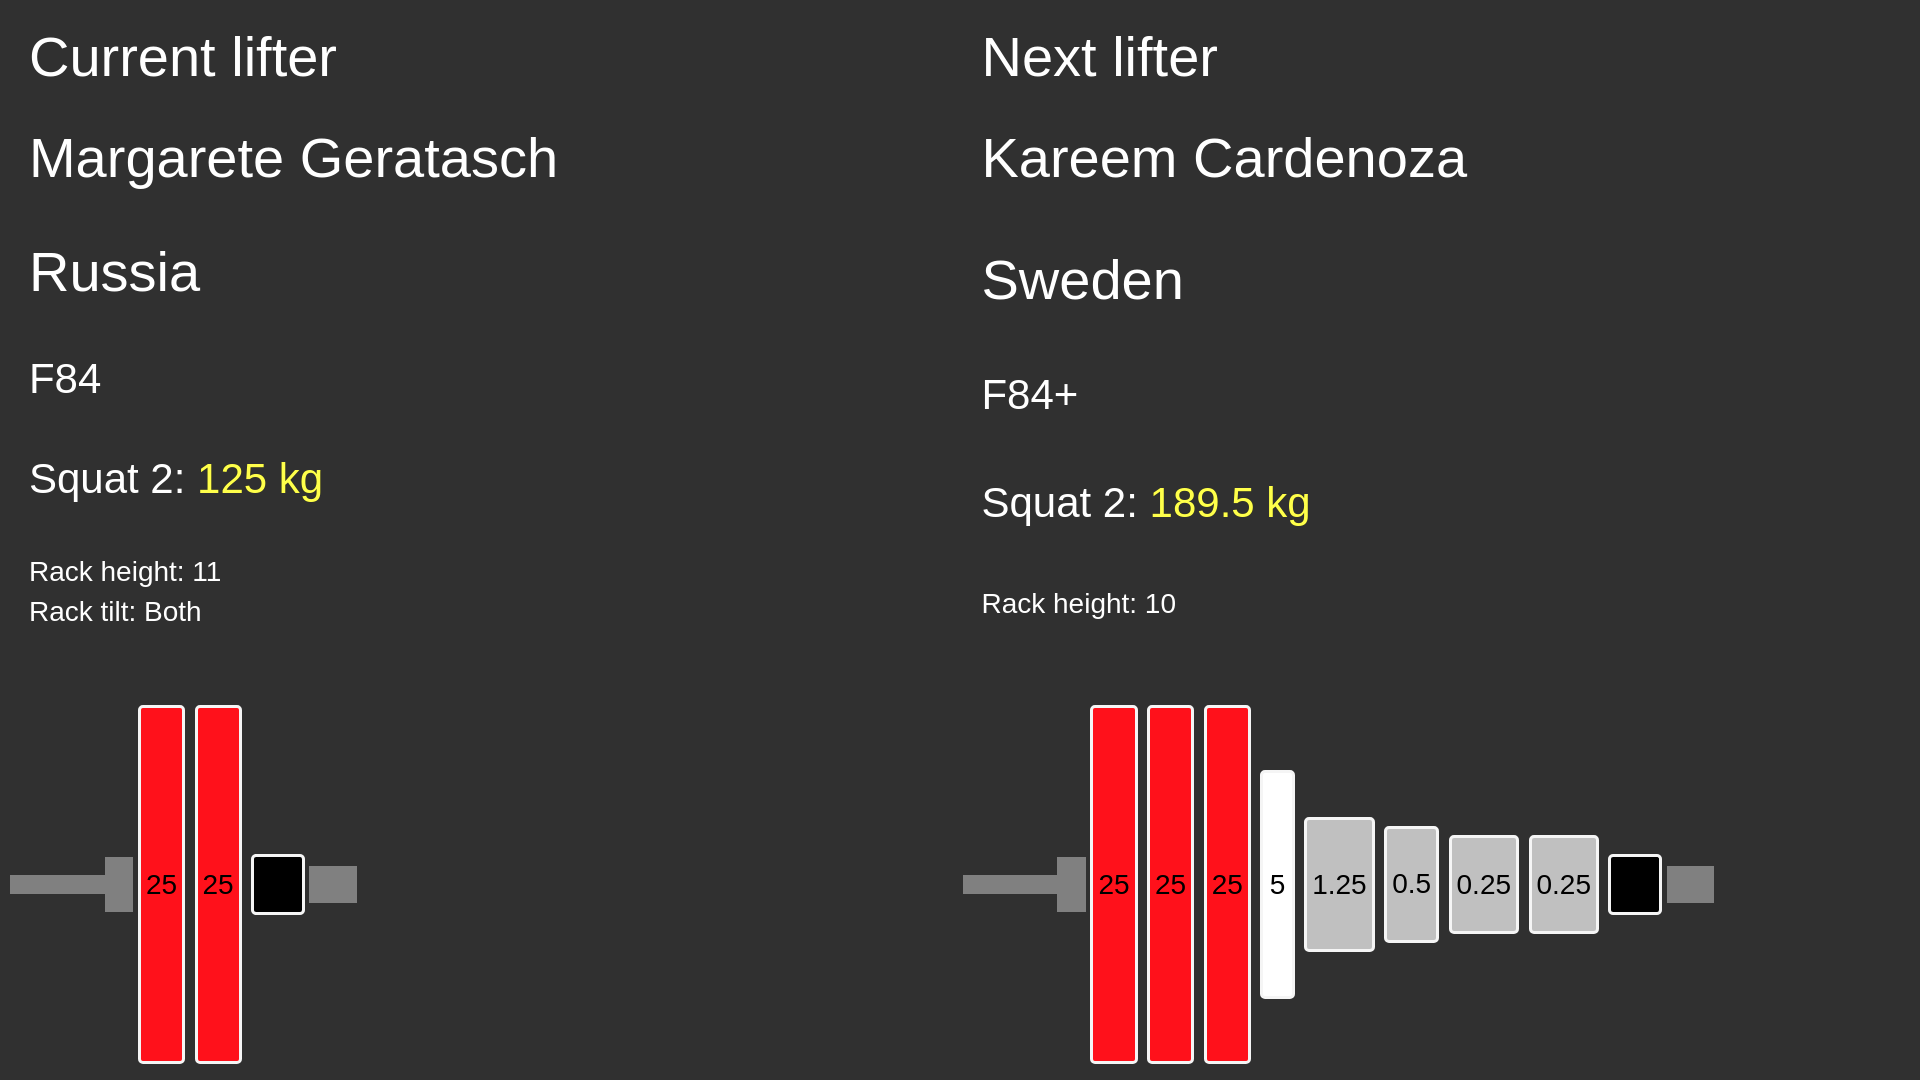 Current lifter
Margarete Geratasch
Russia
F84
Squat 2: 125 kg
Rack height: 11
Rack tilt: Both
25 25
Next lifter
Kareem Cardenoza
Sweden
F84+
Squat 2: 189.5 kg
Rack height: 10
25 25 25 5 1.25 0.5 0.25 0.25